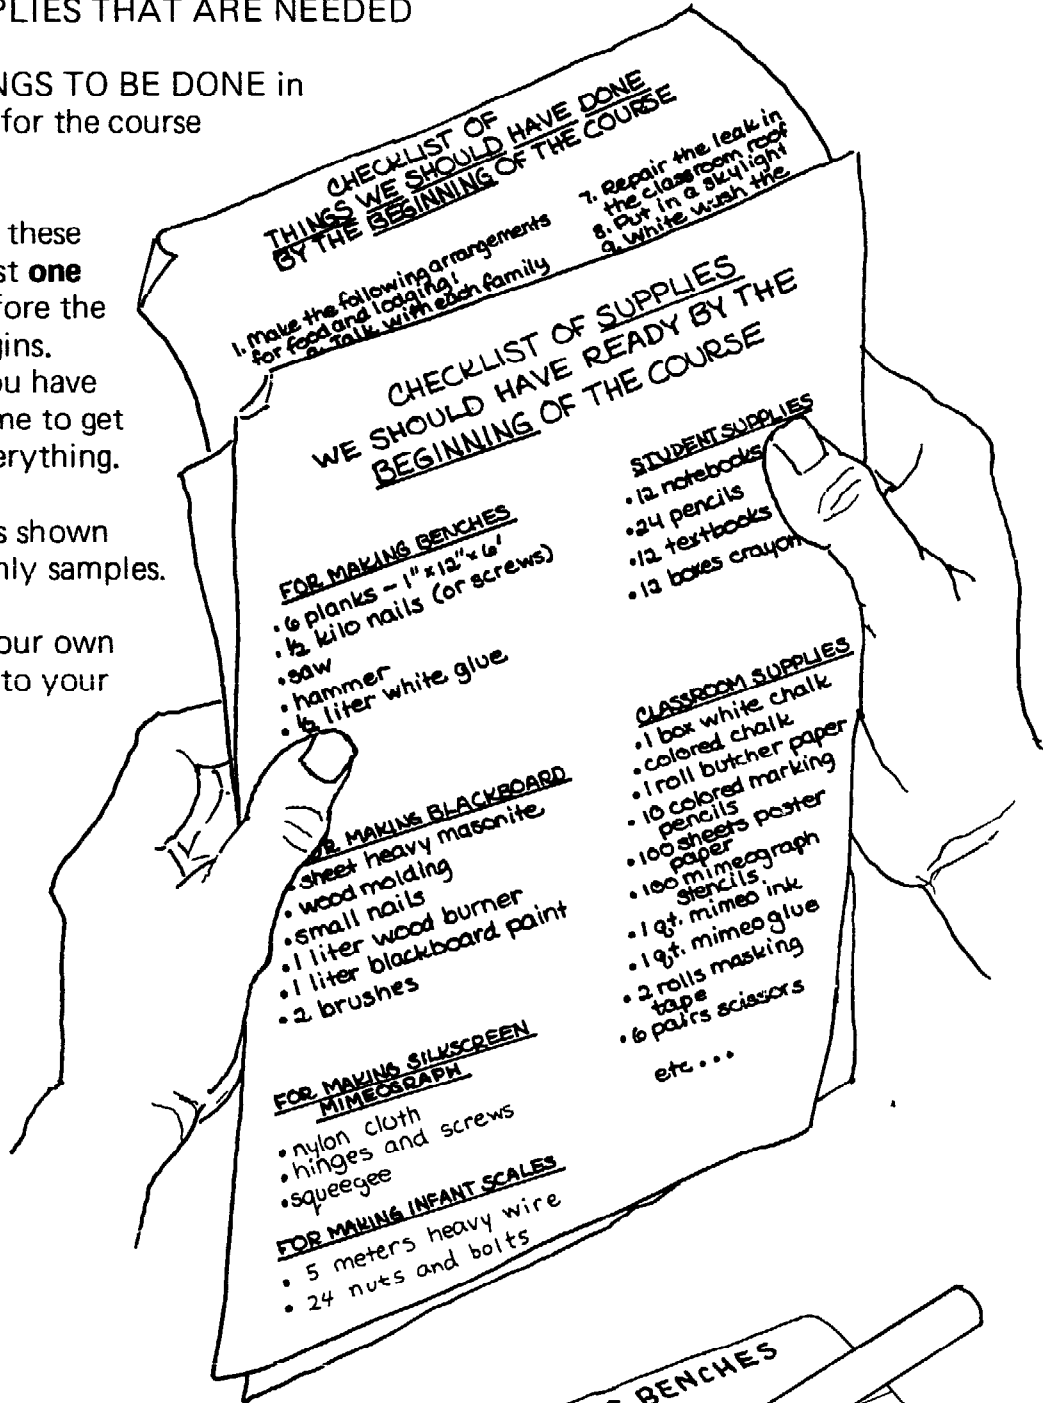 PLIES THAT ARE NEEDED
NGS TO BE DONE in
for the course
these
st one
fore the
gins.
ou have
me to get
erything.
s shown
nly samples.
our own
to your
CHECKLIST OF
THINGS WE SHOULD HAVE DONE
BY THE BEGINNING OF THE COURSE
1. Make the following arrangements
for food and lodging:
a. Talk with each family
7. Repair the leak in
the classroom roof
8. Put in a skylight
9. White wash the
CHECKLIST OF SUPPLIES
WE SHOULD HAVE READY BY THE
BEGINNING OF THE COURSE
FOR MAKING BENCHES
• 6 planks – 1" x 12" x 6'
• ½ kilo nails (or screws)
• saw
• hammer
• ½ liter white glue
OR MAKING BLACKBOARD
• sheet heavy masonite
• wood molding
• small nails
• 1 liter wood burner
• 1 liter blackboard paint
• 2 brushes
FOR MAKING SILKSCREEN
MIMEOGRAPH
• nylon cloth
• hinges and screws
• squeegee
FOR MAKING INFANT SCALES
• 5 meters heavy wire
• 24 nuts and bolts
STUDENT SUPPLIES
• 12 notebooks
• 24 pencils
• 12 textbooks
• 12 boxes crayon
CLASSROOM SUPPLIES
• 1 box white chalk
• colored chalk
• 1 roll butcher paper
• 10 colored marking
pencils
• 100 sheets poster
paper
• 100 mimeograph
stencils
• 1 qt. mimeo ink
• 1 qt. mimeo glue
• 2 rolls masking
tape
• 6 pairs scissors
etc...
BENCHES